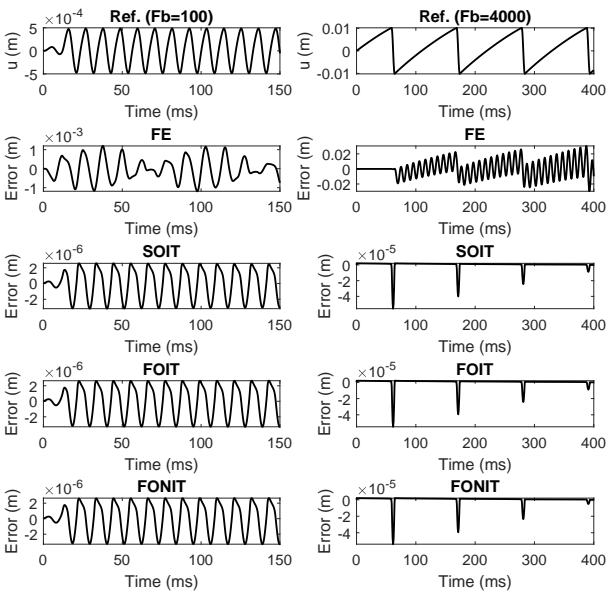 Ref. (Fb=100)
×10⁻⁴
u (m)
5
0
-5
0 50 100 150
Time (ms)
Ref. (Fb=4000)
u (m)
0.01
0
-0.01
0 100 200 300 400
Time (ms)
FE
×10⁻³
Error (m)
1
0
-1
0 50 100 150
Time (ms)
FE
Error (m)
0.02
0
-0.02
0 100 200 300 400
Time (ms)
SOIT
×10⁻⁶
Error (m)
2
0
-2
0 50 100 150
Time (ms)
SOIT
×10⁻⁵
Error (m)
0
-2
-4
0 100 200 300 400
Time (ms)
FOIT
×10⁻⁶
Error (m)
2
0
-2
0 50 100 150
Time (ms)
FOIT
×10⁻⁵
Error (m)
0
-2
-4
0 100 200 300 400
Time (ms)
FONIT
×10⁻⁶
Error (m)
2
0
-2
0 50 100 150
Time (ms)
FONIT
×10⁻⁵
Error (m)
0
-2
-4
0 100 200 300 400
Time (ms)